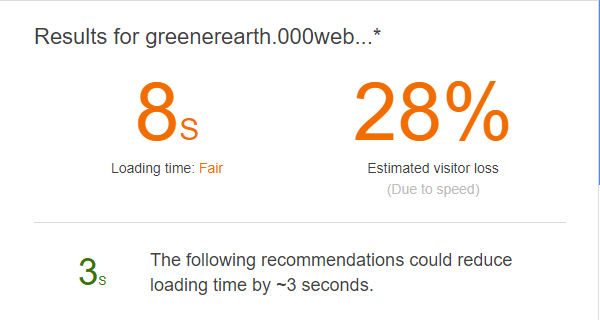 Results for greenerearth.000web...*
8s 28%
Loading time: Fair Estimated visitor loss
(Due to speed)
3s The following recommendations could reduce
loading time by ~3 seconds.